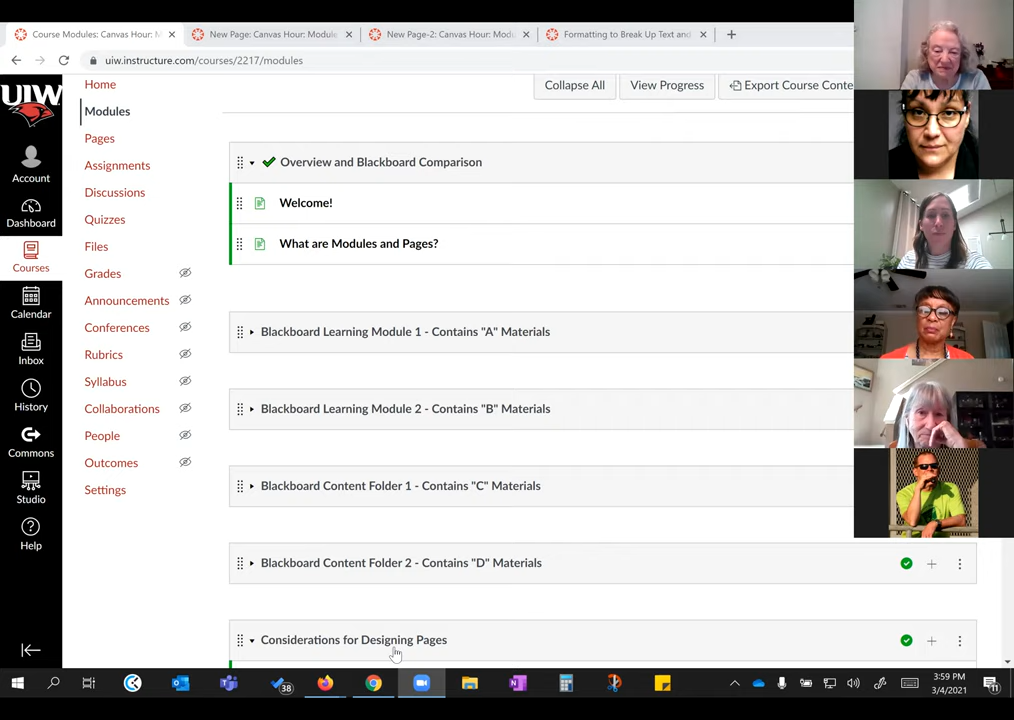 Course Modules: Canvas Hour: M
New Page: Canvas Hour: Module
New Page-2: Canvas Hour: Modu
Formatting to Break Up Text and
uiw.instructure.com/courses/2217/modules
UIW
Account
Dashboard
Courses
Calendar
Inbox
History
Commons
Studio
Help
Home
Modules
Pages
Assignments
Discussions
Quizzes
Files
Grades
Announcements
Conferences
Rubrics
Syllabus
Collaborations
People
Outcomes
Settings
Collapse All
View Progress
Export Course Conte
Overview and Blackboard Comparison
Welcome!
What are Modules and Pages?
Blackboard Learning Module 1 - Contains "A" Materials
Blackboard Learning Module 2 - Contains "B" Materials
Blackboard Content Folder 1 - Contains "C" Materials
Blackboard Content Folder 2 - Contains "D" Materials
Considerations for Designing Pages
38
3:59 PM
3/4/2021
11